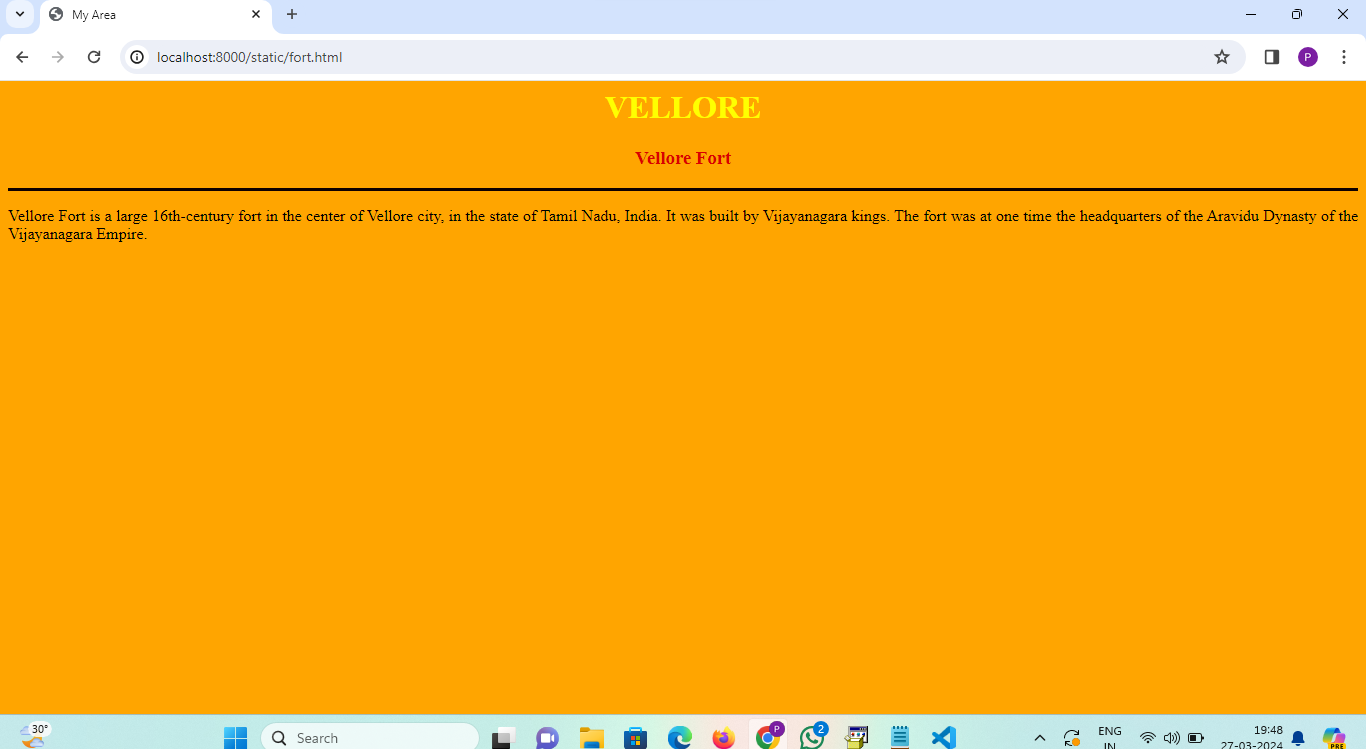 My Area
localhost:8000/static/fort.html
P
VELLORE
Vellore Fort
Vellore Fort is a large 16th-century fort in the center of Vellore city, in the state of Tamil Nadu, India. It was built by Vijayanagara kings. The fort was at one time the headquarters of the Aravidu Dynasty of the
Vijayanagara Empire.
30°
Search
P
2
ENG
IN
19:48
27-03-2024
PRE